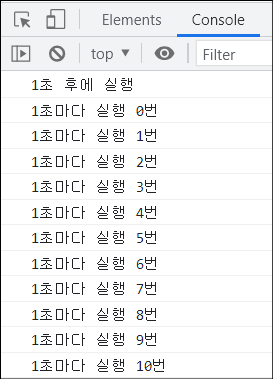 Elements Console
top Filter
1초 후에 실행
1초마다 실행 0번
1초마다 실행 1번
1초마다 실행 2번
1초마다 실행 3번
1초마다 실행 4번
1초마다 실행 5번
1초마다 실행 6번
1초마다 실행 7번
1초마다 실행 8번
1초마다 실행 9번
1초마다 실행 10번